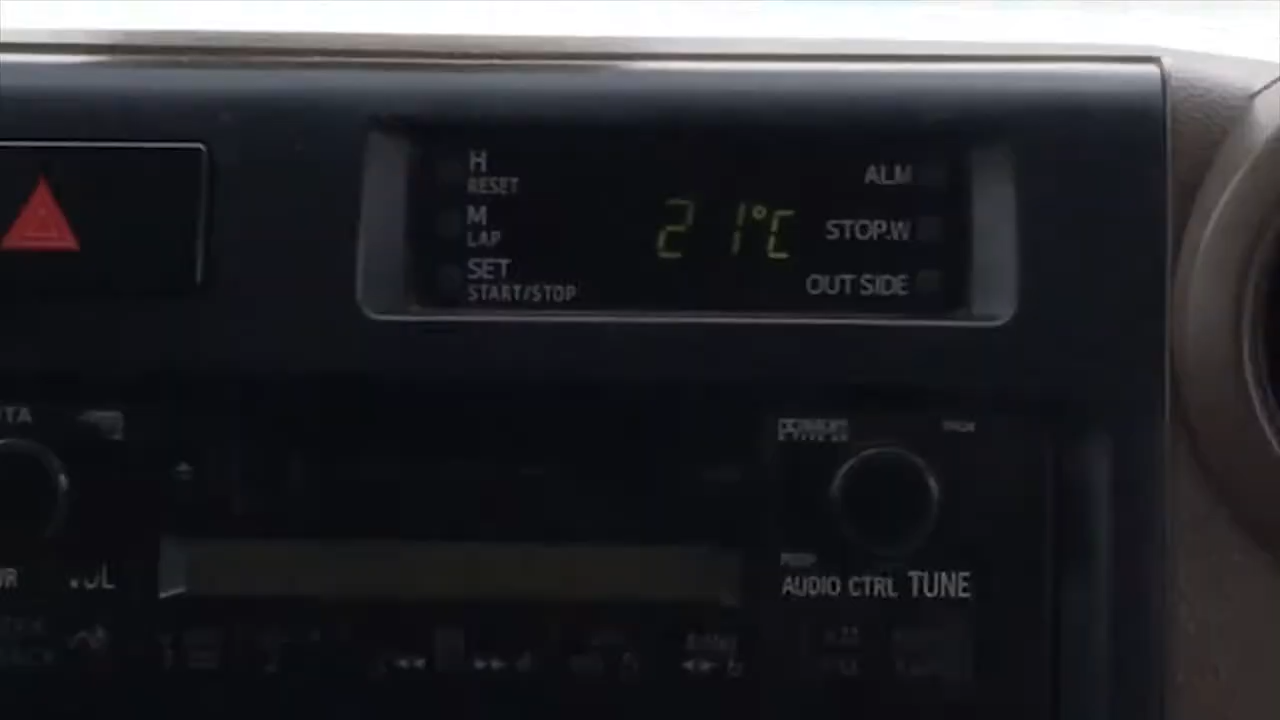 H
RESET
M
LAP
SET
START/STOP
21°C
ALM
STOP.W
OUT SIDE
VOL
AUDIO CTRL TUNE